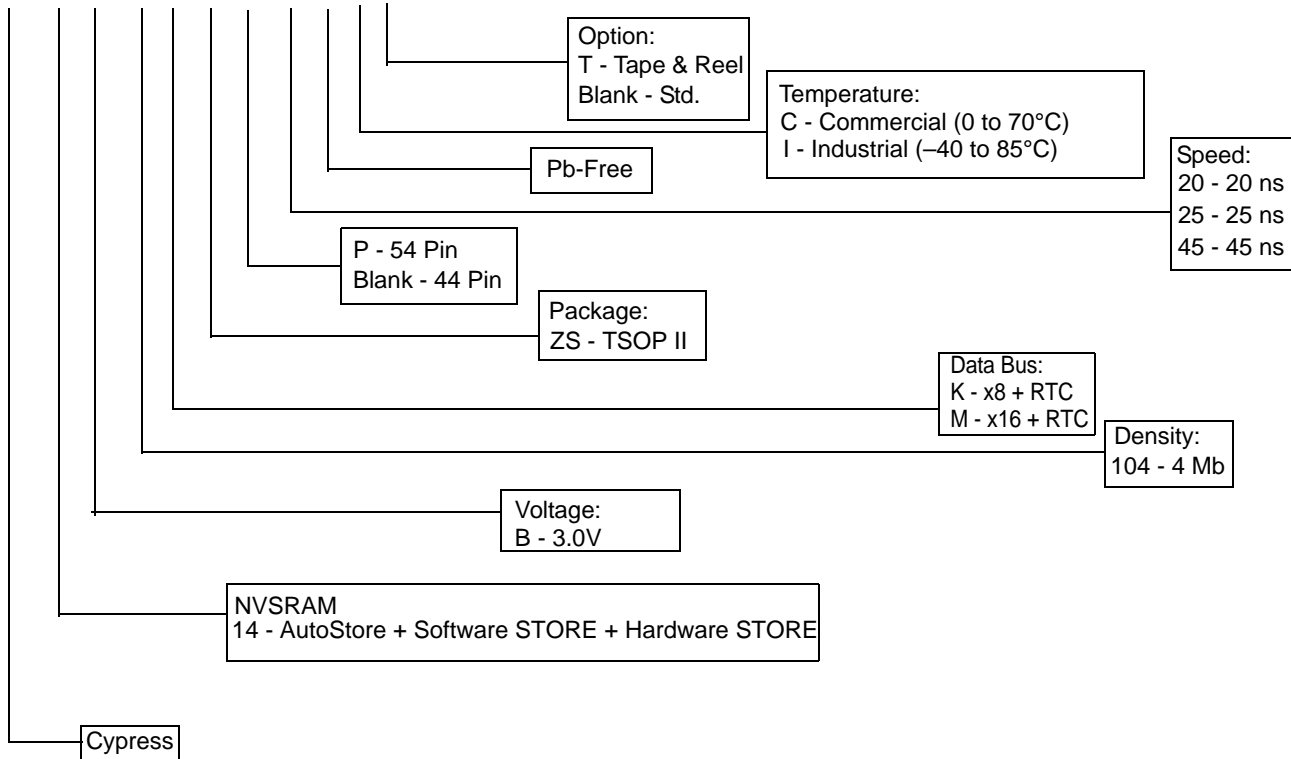 Option:
T - Tape & Reel
Blank - Std.
Temperature:
C - Commercial (0 to 70°C)
I - Industrial (–40 to 85°C)
Speed:
20 - 20 ns
25 - 25 ns
45 - 45 ns
Pb-Free
P - 54 Pin
Blank - 44 Pin
Package:
ZS - TSOP II
Data Bus:
K - x8 + RTC
M - x16 + RTC
Density:
104 - 4 Mb
Voltage:
B - 3.0V
NVSRAM
14 - AutoStore + Software STORE + Hardware STORE
Cypress